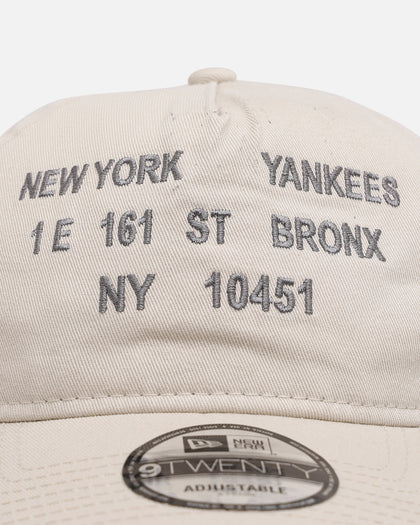 NEW YORK YANKEES
1 E 161 ST BRONX
NY 10451
NEW ERA
9TWENTY
ADJUSTABLE